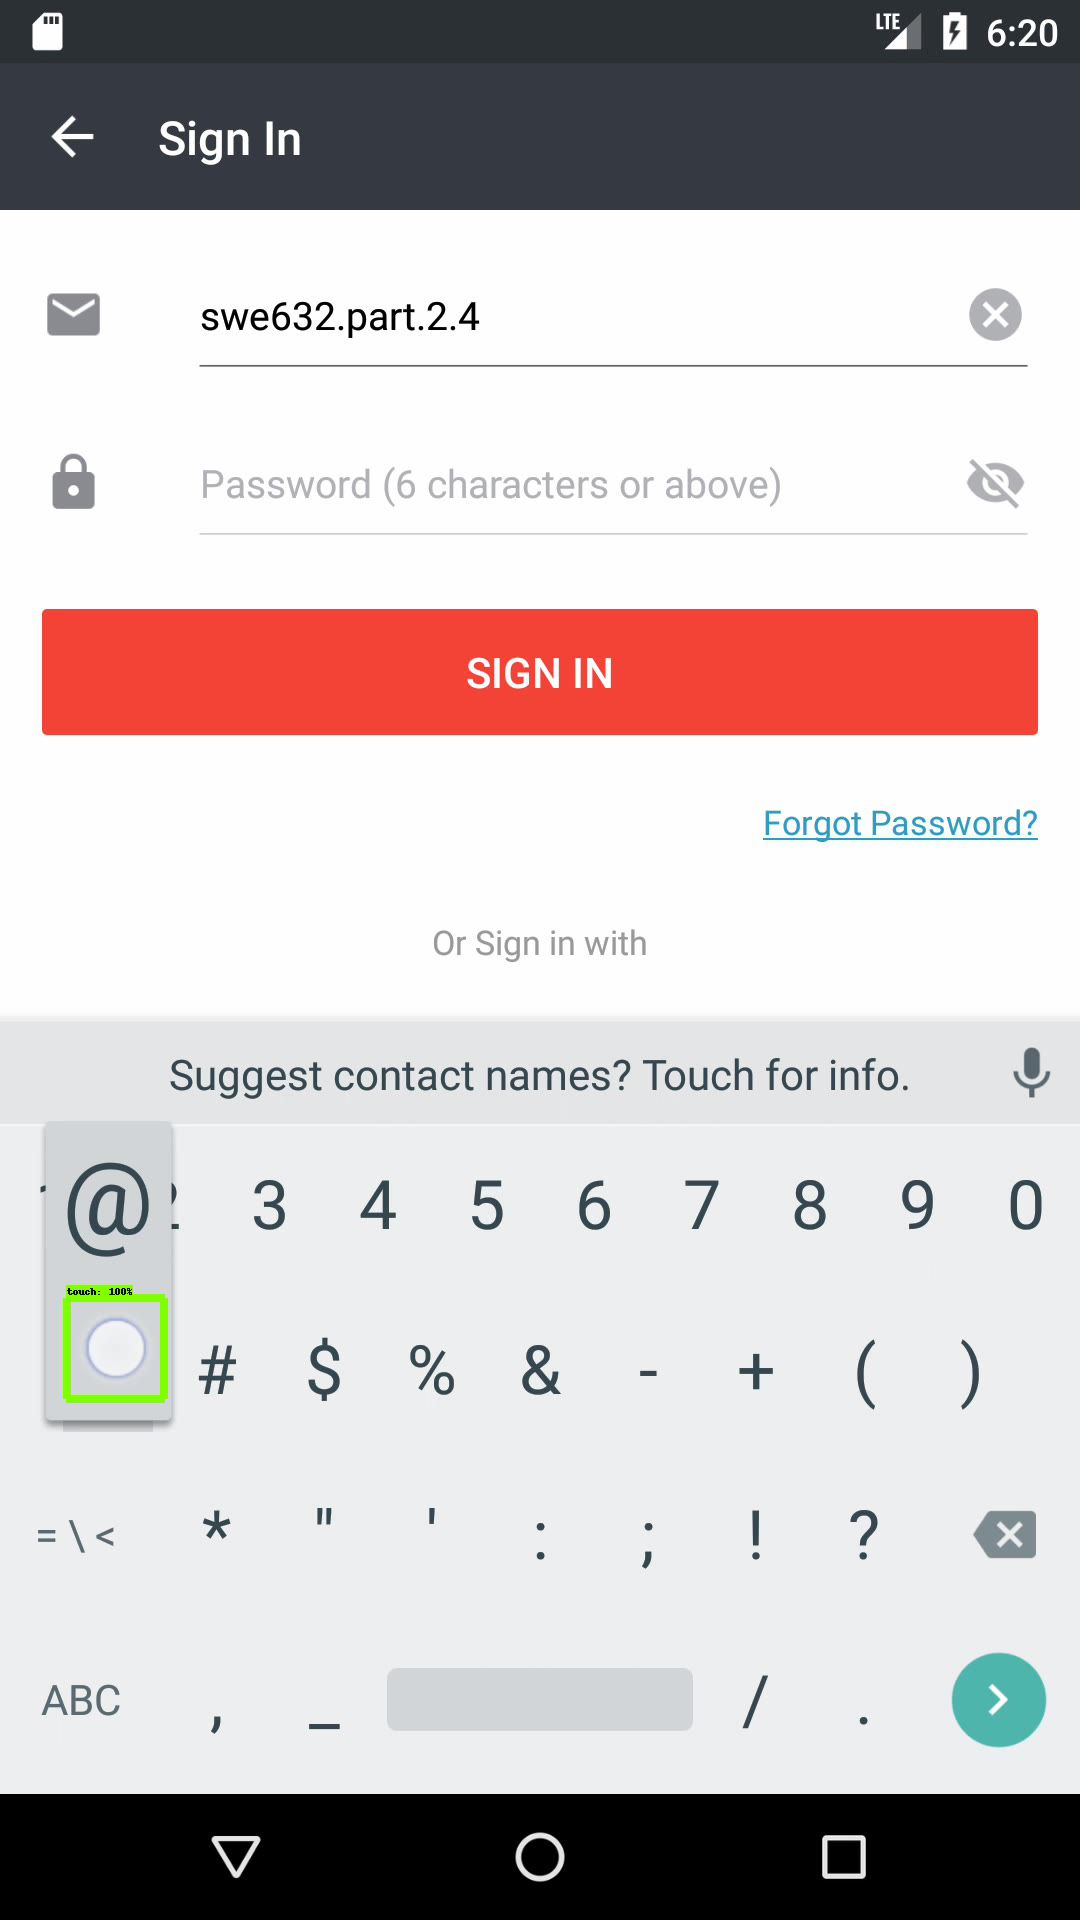 LTE 6:20
Sign In
swe632.part.2.4
Password (6 characters or above)
SIGN IN
Forgot Password?
Or Sign in with
Suggest contact names? Touch for info.
@ 3 4 5 6 7 8 9 0
touch: 100%
# $ % & - + ( )
= \ < * " ' : ; ! ?
ABC , _ / .